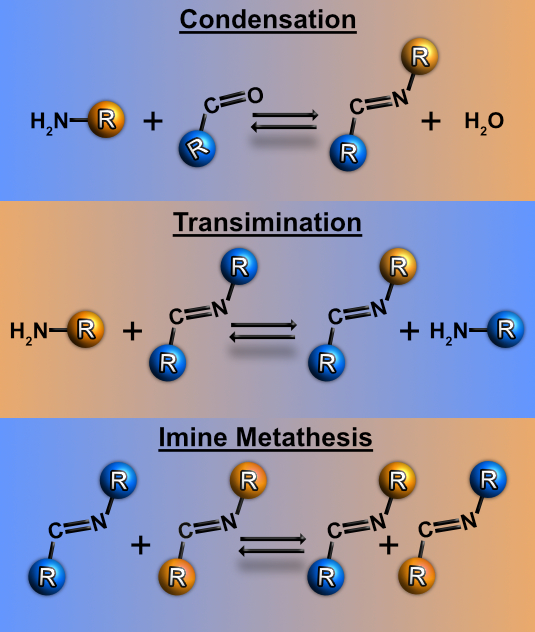 Condensation
R
H₂N R + C O C N + H₂O
R R
Transimination
R R
H₂N R + C N C N + H₂N R
R R
Imine Metathesis
R R R R
C N + C N C N + C N
R R R R